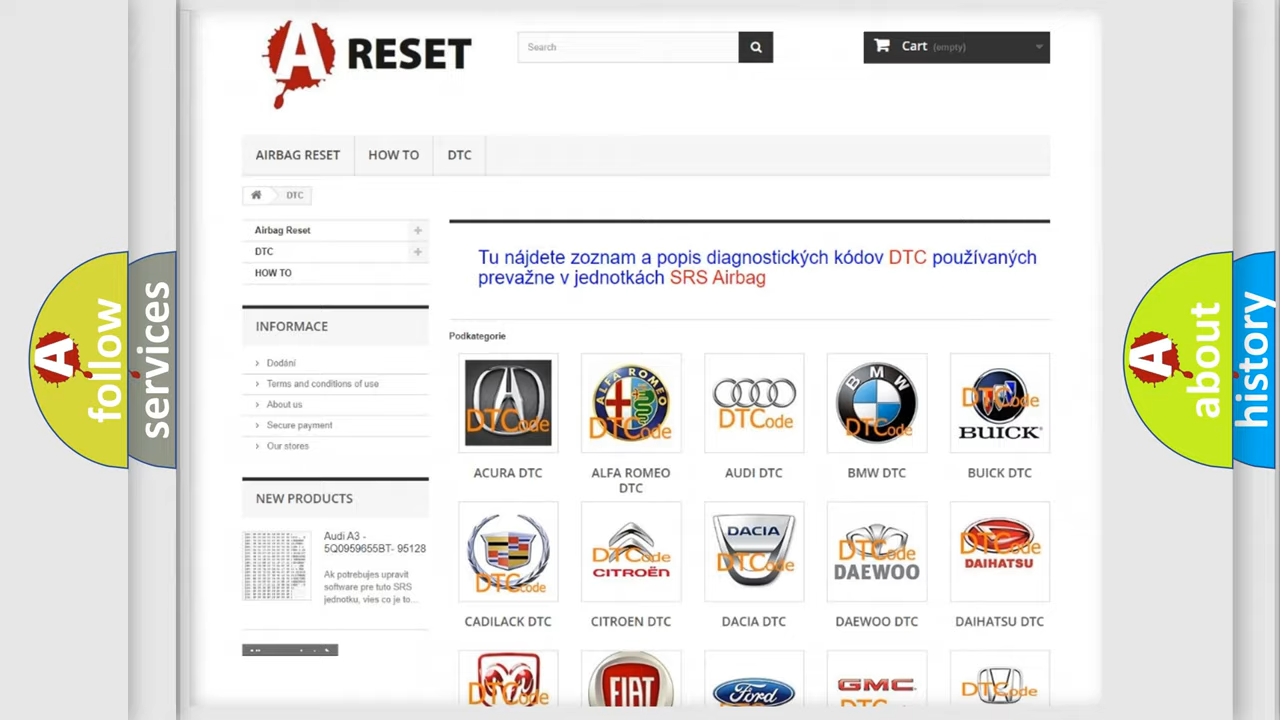 A RESET
Search
Cart (empty)
AIRBAG RESET
HOW TO
DTC
DTC
Airbag Reset
DTC
HOW TO
Tu nájdete zoznam a popis diagnostických kódov DTC používaných
prevažne v jednotkách SRS Airbag
INFORMACE
Dodání
Terms and conditions of use
About us
Secure payment
Our stores
NEW PRODUCTS
Audi A3 -
5Q0959655BT- 95128
Ak potrebujes upravit
software pre tuto SRS
jednotku, vies co je to...
Podkategorie
DTCode
ALFA ROMEO
DTCode
DTCode
BMW
DTCode
DTCode
BUICK
ACURA DTC
ALFA ROMEO
DTC
AUDI DTC
BMW DTC
BUICK DTC
DTCode
DTCode
CITROËN
DACIA
DTCode
DTCode
DAEWOO
DTCode
DAIHATSU
CADILACK DTC
CITROEN DTC
DACIA DTC
DAEWOO DTC
DAIHATSU DTC
DTCode
FIAT
Ford
GMC
DTCode
A follow
services
A about
history